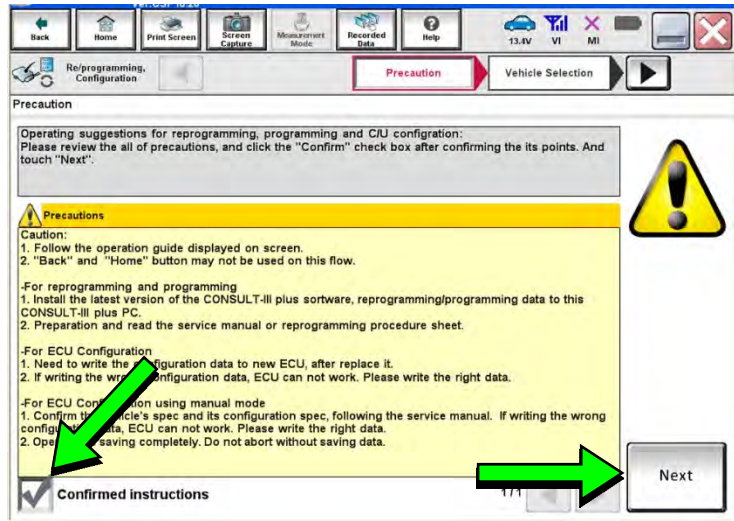 Back
Home
Print Screen
Screen Capture
Measurement Mode
Recorded Data
Help
13.4V
VI
MI
Re/programming, Configuration
Precaution
Vehicle Selection
Precaution
Operating suggestions for reprogramming, programming and C/U configration:
Please review the all of precautions, and click the "Confirm" check box after confirming the its points. And
touch "Next".
Precautions
Caution:
1. Follow the operation guide displayed on screen.
2. "Back" and "Home" button may not be used on this flow.
-For reprogramming and programming
1. Install the latest version of the CONSULT-III plus sortware, reprogramming/programming data to this
CONSULT-III plus PC.
2. Preparation and read the service manual or reprogramming procedure sheet.
-For ECU Configuration
1. Need to write the configuration data to new ECU, after replace it.
2. If writing the wrong configuration data, ECU can not work. Please write the right data.
-For ECU Configuration using manual mode
1. Confirm the vehicle's spec and its configuration spec, following the service manual. If writing the wrong
configuration data, ECU can not work. Please write the right data.
2. Ope saving completely. Do not abort without saving data.
Confirmed instructions
1/1
Next